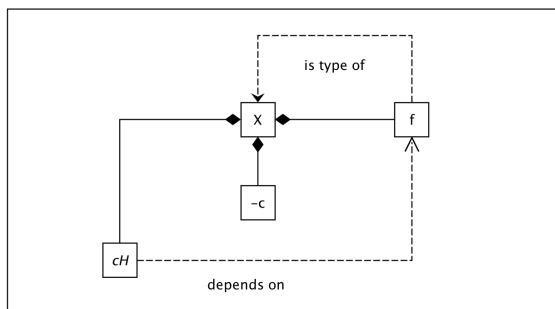 is type of
X
f
-c
cH
depends on